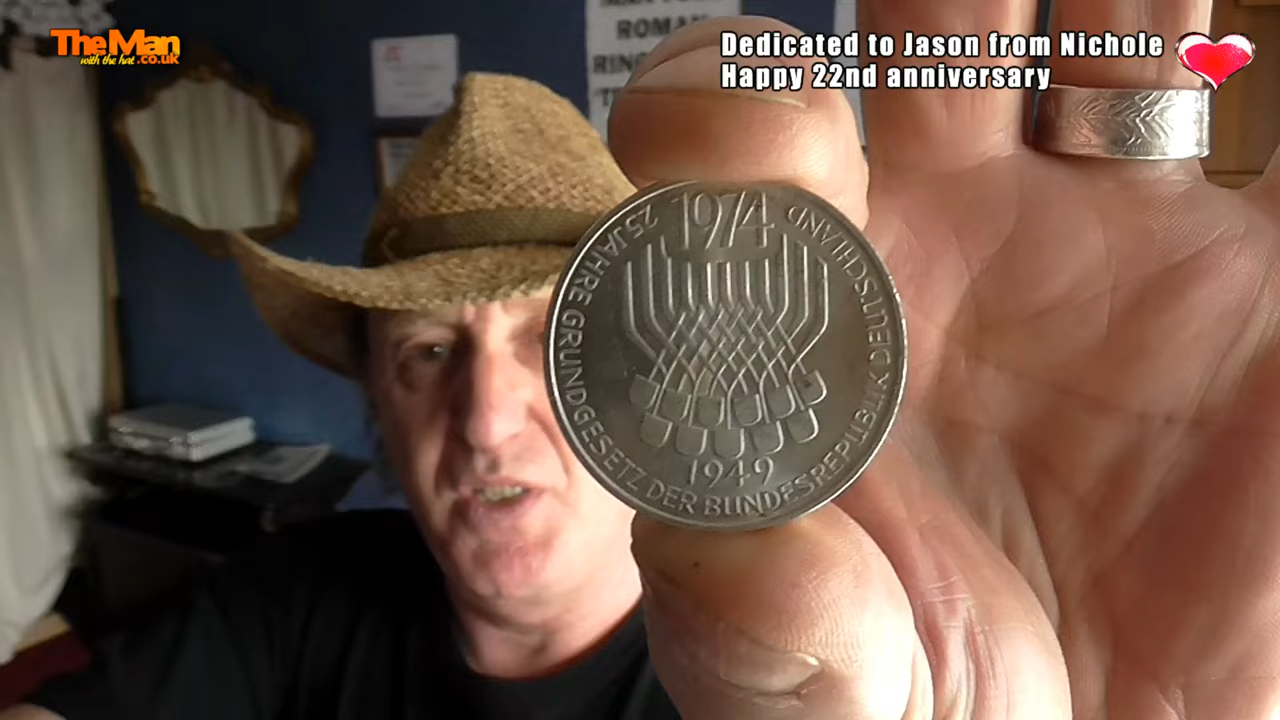 TheMan
with the hat .co.uk
Dedicated to Jason from Nichole
Happy 22nd anniversary
ROMAN
1974
25 JAHRE GRUNDGESETZ DER BUNDESREPUBLIK DEUTSCHLAND
1949